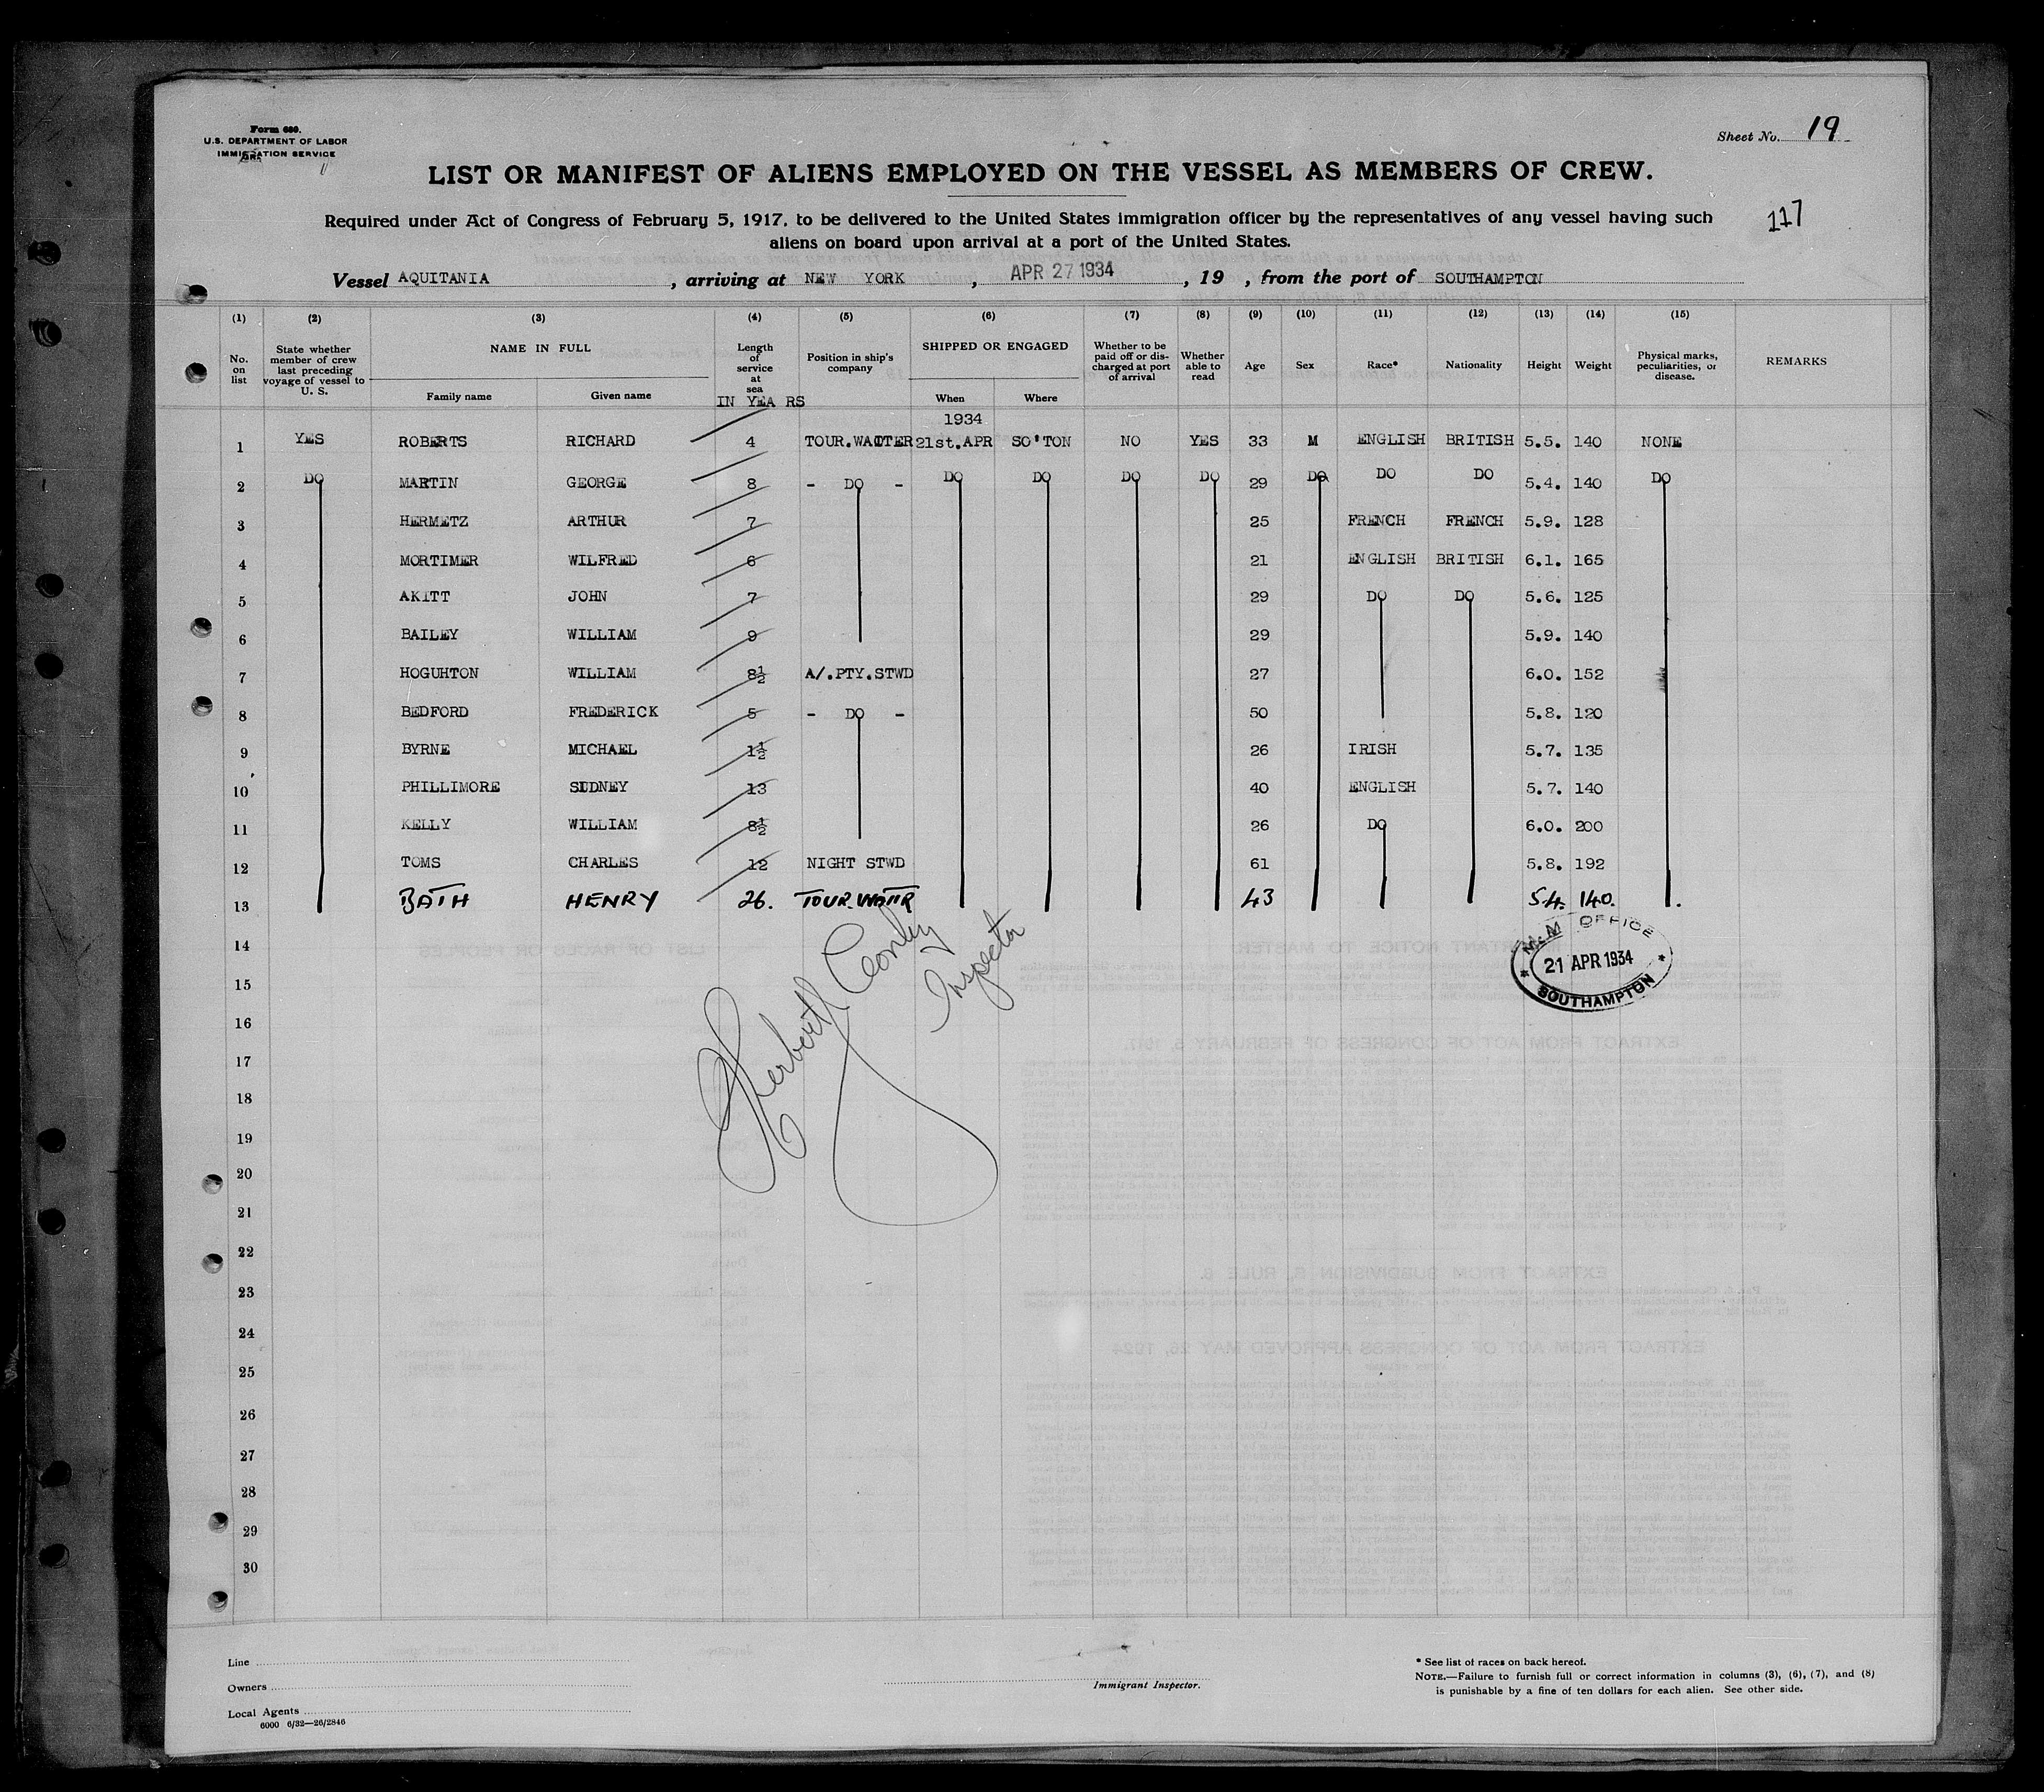 Form 680.
U.S. DEPARTMENT OF LABOR
IMMIGRATION SERVICE
Sheet No. 19
LIST OR MANIFEST OF ALIENS EMPLOYED ON THE VESSEL AS MEMBERS OF CREW.
Required under Act of Congress of February 5, 1917, to be delivered to the United States immigration officer by the representatives of any vessel having such
aliens on board upon arrival at a port of the United States.
117
Vessel AQUITANIA, arriving at NEW YORK, APR 27 1934, 19 , from the port of SOUTHAMPTON
(1) (2) (3) (4) (5) (6) (7) (8) (9) (10) (11) (12) (13) (14) (15)
No. on list
State whether member of crew last preceding voyage of vessel to U. S.
NAME IN FULL
Family name Given name
Length of service at sea
IN YEA RS
Position in ship's company
SHIPPED OR ENGAGED
When Where
Whether to be paid off or discharged at port of arrival
Whether able to read
Age
Sex
Race*
Nationality
Height
Weight
Physical marks, peculiarities, or disease.
REMARKS
1934
1 YES ROBERTS RICHARD 4 TOUR.WAITER 21st.APR SO'TON NO YES 33 M ENGLISH BRITISH 5.5. 140 NONE
2 DO MARTIN GEORGE 8 - DO - DO DO DO DO 29 DO DO DO 5.4. 140 DO
3 HERMETZ ARTHUR 7 25 FRENCH FRENCH 5.9. 128
4 MORTIMER WILFRED 6 21 ENGLISH BRITISH 6.1. 165
5 AKITT JOHN 7 29 DO DO 5.6. 125
6 BAILEY WILLIAM 9 29 5.9. 140
7 HOGUHTON WILLIAM 8½ A/.PTY.STWD 27 6.0. 152
8 BEDFORD FREDERICK 5 - DO - 50 5.8. 120
9 BYRNE MICHAEL 1½ 26 IRISH 5.7. 135
10 PHILLIMORE SIDNEY 13 40 ENGLISH 5.7. 140
11 KELLY WILLIAM 8½ 26 DO 6.0. 200
12 TOMS CHARLES 12 NIGHT STWD 61 5.8. 192
13 BATH HENRY 26. TOUR.WTR 43 5.4. 140.
14
15
16
17
18
19
20
21
22
23
24
25
26
27
28
29
30
Inspector
M.M OFFICE
21 APR 1934
SOUTHAMPTON
Line
Owners
Local Agents
6000 6/32—26/2846
Immigrant Inspector.
* See list of races on back hereof.
NOTE.—Failure to furnish full or correct information in columns (3), (6), (7), and (8)
is punishable by a fine of ten dollars for each alien. See other side.